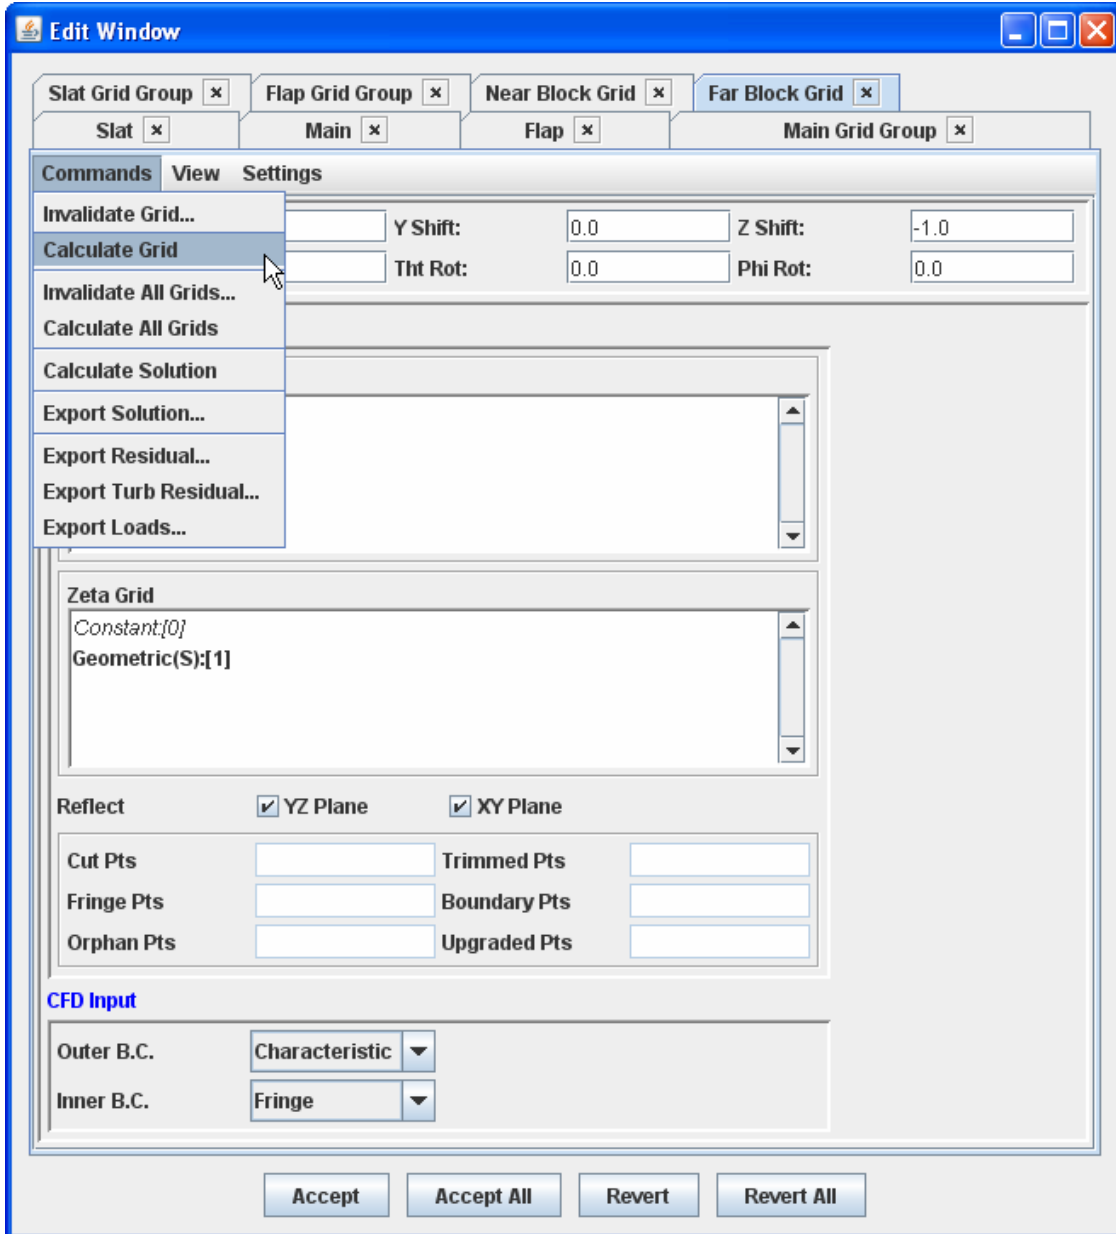 Edit Window
Slat Grid Group Flap Grid Group Near Block Grid Far Block Grid
Slat Main Flap Main Grid Group
Commands View Settings
Invalidate Grid... Y Shift: 0.0 Z Shift: -1.0
Calculate Grid Tht Rot: 0.0 Phi Rot: 0.0
Invalidate All Grids...
Calculate All Grids
Calculate Solution
Export Solution...
Export Residual...
Export Turb Residual...
Export Loads...
Zeta Grid
Constant:[0]
Geometric(S):[1]
Reflect YZ Plane XY Plane
Cut Pts Trimmed Pts
Fringe Pts Boundary Pts
Orphan Pts Upgraded Pts
CFD Input
Outer B.C. Characteristic
Inner B.C. Fringe
Accept Accept All Revert Revert All